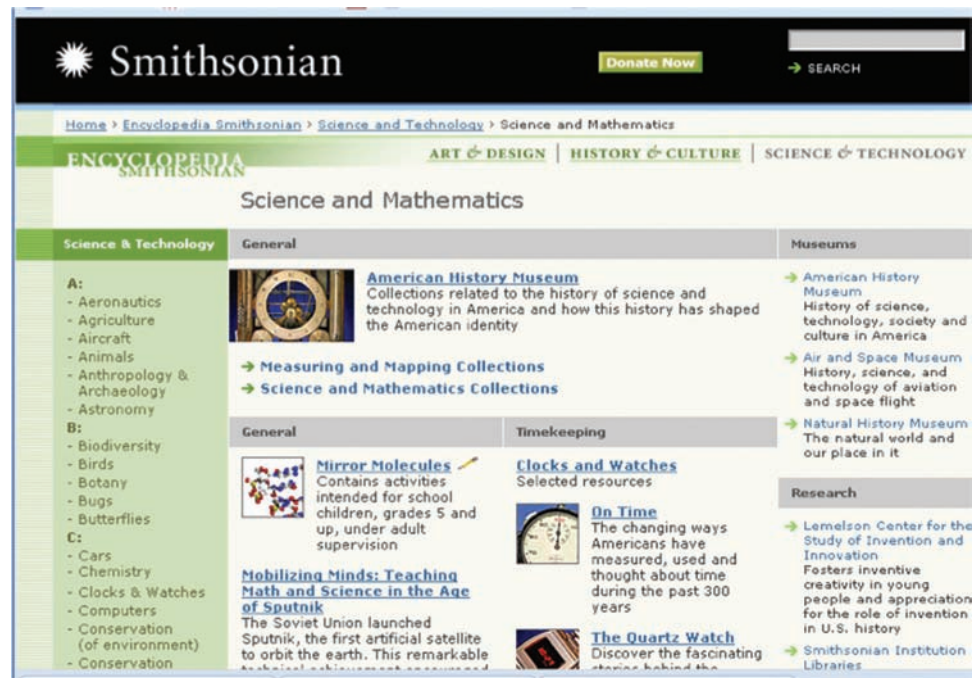 Smithsonian
Donate Now
SEARCH
Home > Encyclopedia Smithsonian > Science and Technology > Science and Mathematics
ENCYCLOPEDIA
SMITHSONIAN
ART & DESIGN | HISTORY & CULTURE | SCIENCE & TECHNOLOGY
Science and Mathematics
Science & Technology
A:
- Aeronautics
- Agriculture
- Aircraft
- Animals
- Anthropology &
Archaeology
- Astronomy
B:
- Biodiversity
- Birds
- Botany
- Bugs
- Butterflies
C:
- Cars
- Chemistry
- Clocks & Watches
- Computers
- Conservation
(of environment)
- Conservation
General
American History Museum
Collections related to the history of science and
technology in America and how this history has shaped
the American identity
Measuring and Mapping Collections
Science and Mathematics Collections
General
Mirror Molecules
Contains activities
intended for school
children, grades 5 and
up, under adult
supervision
Mobilizing Minds: Teaching
Math and Science in the Age
of Sputnik
The Soviet Union launched
Sputnik, the first artificial satellite
to orbit the earth. This remarkable
Timekeeping
Clocks and Watches
Selected resources
On Time
The changing ways
Americans have
measured, used and
thought about time
during the past 300
years
The Quartz Watch
Discover the fascinating
Museums
American History
Museum
History of science,
technology, society and
culture in America
Air and Space Museum
History, science, and
technology of aviation
and space flight
Natural History Museum
The natural world and
our place in it
Research
Lemelson Center for the
Study of Invention and
Innovation
Fosters inventive
creativity in young
people and appreciation
for the role of invention
in U.S. history
Smithsonian Institution
Libraries